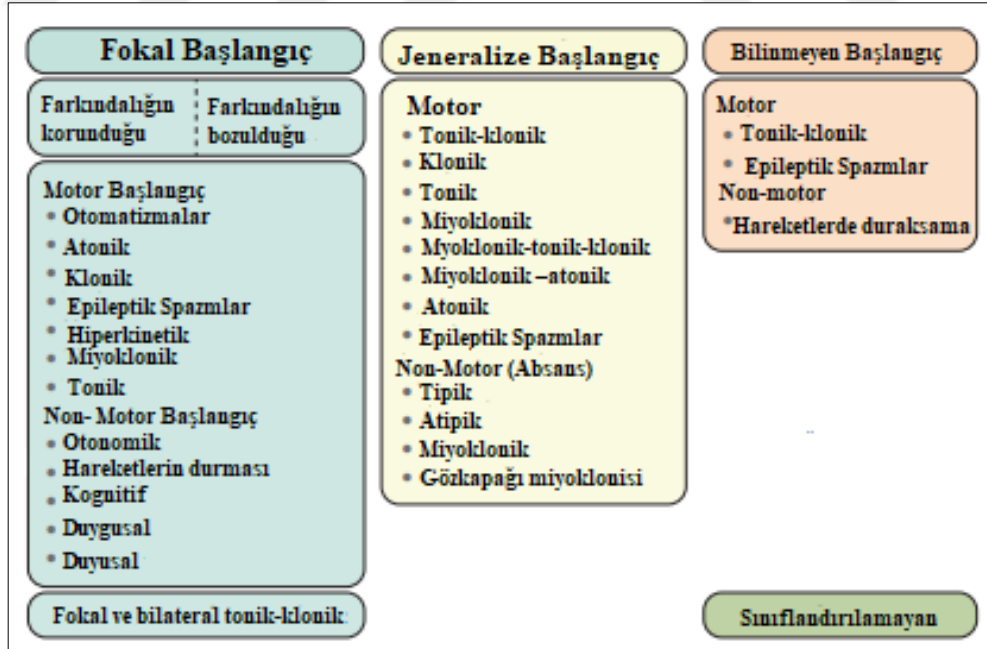 Fokal Başlangıç
Farkındalığın
korunduğu
Farkındalığın
bozulduğu
Motor Başlangıç
• Otomatizmalar
• Atonik
• Klonik
• Epileptik Spazmlar
• Hiperkinetik
• Miyoklonik
• Tonik
Non- Motor Başlangıç
• Otonomik
• Hareketlerin durması
• Kognitif
• Duygusal
• Duyusal
Fokal ve bilateral tonik-klonik
Jeneralize Başlangıç
Motor
• Tonik-klonik
• Klonik
• Tonik
• Miyoklonik
• Myoklonik-tonik-klonik
• Miyoklonik –atonik
• Atonik
• Epileptik Spazmlar
Non-Motor (Absans)
• Tipik
• Atipik
• Miyoklonik
• Gözkapağı miyoklonisi
Bilinmeyen Başlangıç
Motor
• Tonik-klonik
• Epileptik Spazmlar
Non-motor
•Hareketlerde duraksama
Sınıflandırılamayan